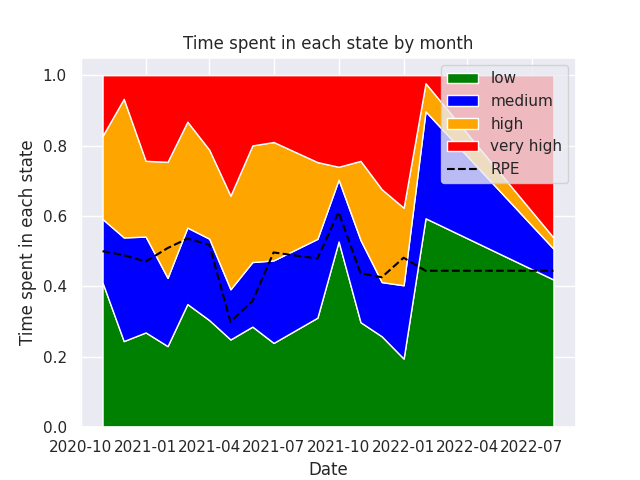 Time spent in each state by month
Time spent in each state
1.0
0.8
0.6
0.4
0.2
0.0
low
medium
high
very high
RPE
2020-10 2021-01 2021-04 2021-07 2021-10 2022-01 2022-04 2022-07
Date